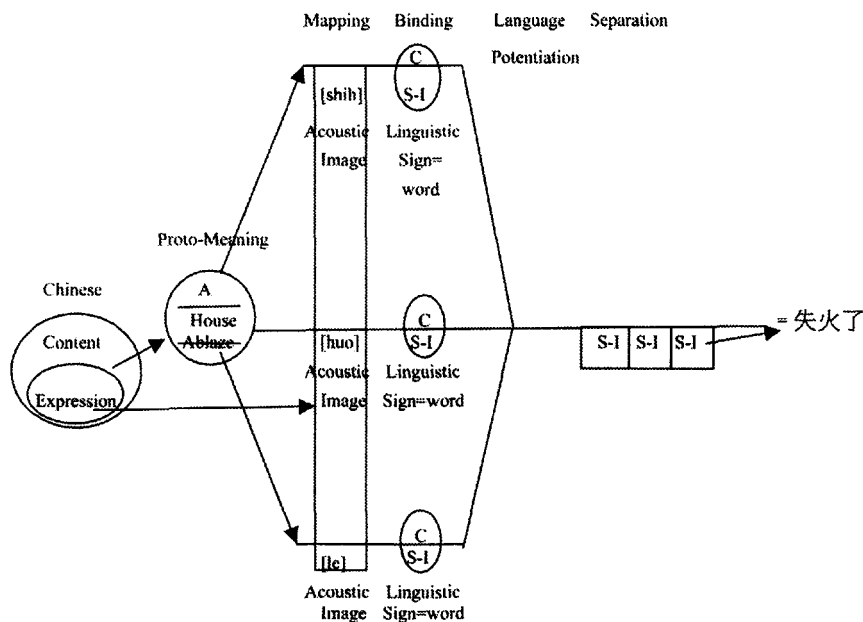 Mapping Binding Language Separation
Potentiation
C
[shih] S-I
Acoustic Linguistic
Image Sign=
word
Proto-Meaning
Chinese
A
House
Ablaze
Content
Expression
C
[huo] S-I
Acoustic Linguistic
Image Sign=word
S-I S-I S-I
= 失火了
C
[le] S-I
Acoustic Linguistic
Image Sign=word